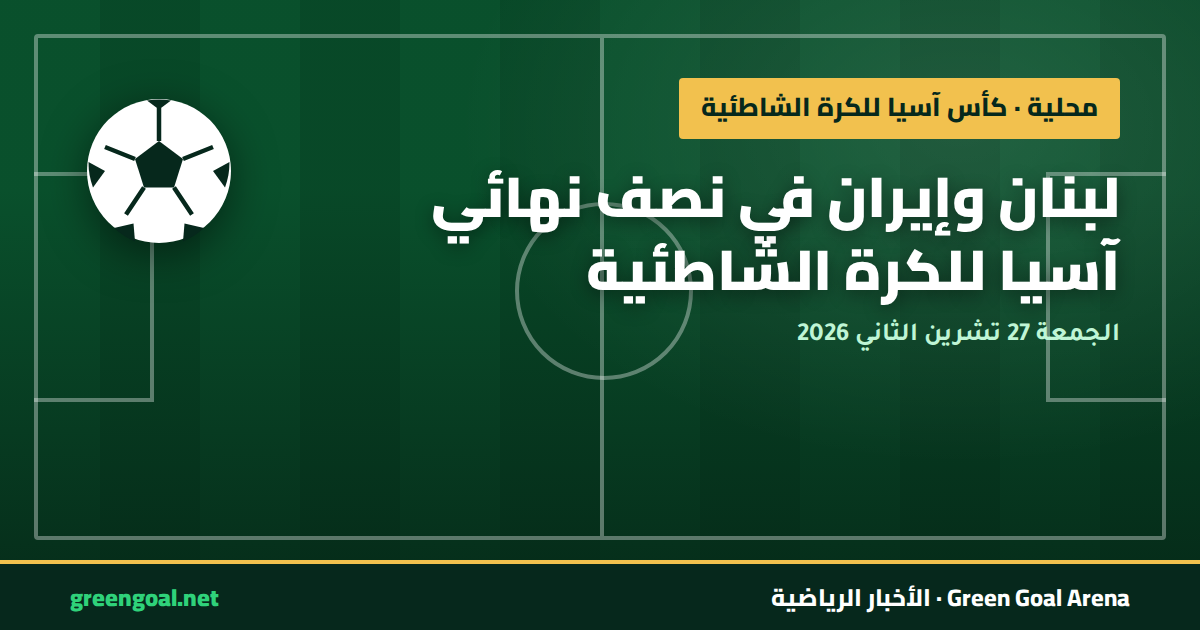 محلية · كأس آسيا للكرة الشاطئية
لبنان وإيران في نصف نهائي
آسيا للكرة الشاطئية
الجمعة 27 تشرين الثاني 2026
Green Goal Arena · الأخبار الرياضية
greengoal.net